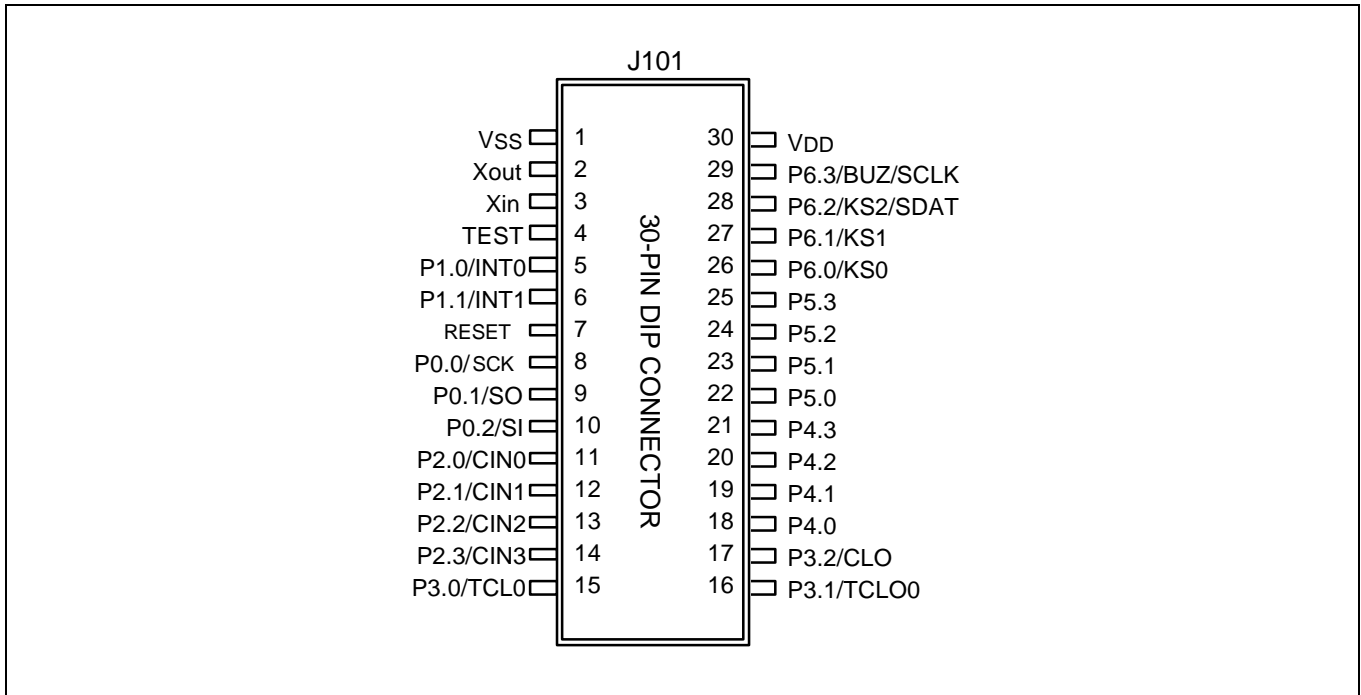 J101
VSS 1 30 VDD
Xout 2 29 P6.3/BUZ/SCLK
Xin 3 28 P6.2/KS2/SDAT
TEST 4 27 P6.1/KS1
P1.0/INT0 5 26 P6.0/KS0
P1.1/INT1 6 25 P5.3
RESET 7 24 P5.2
P0.0/SCK 8 23 P5.1
P0.1/SO 9 22 P5.0
P0.2/SI 10 21 P4.3
P2.0/CIN0 11 20 P4.2
P2.1/CIN1 12 19 P4.1
P2.2/CIN2 13 18 P4.0
P2.3/CIN3 14 17 P3.2/CLO
P3.0/TCL0 15 16 P3.1/TCLO0
30-PIN DIP CONNECTOR